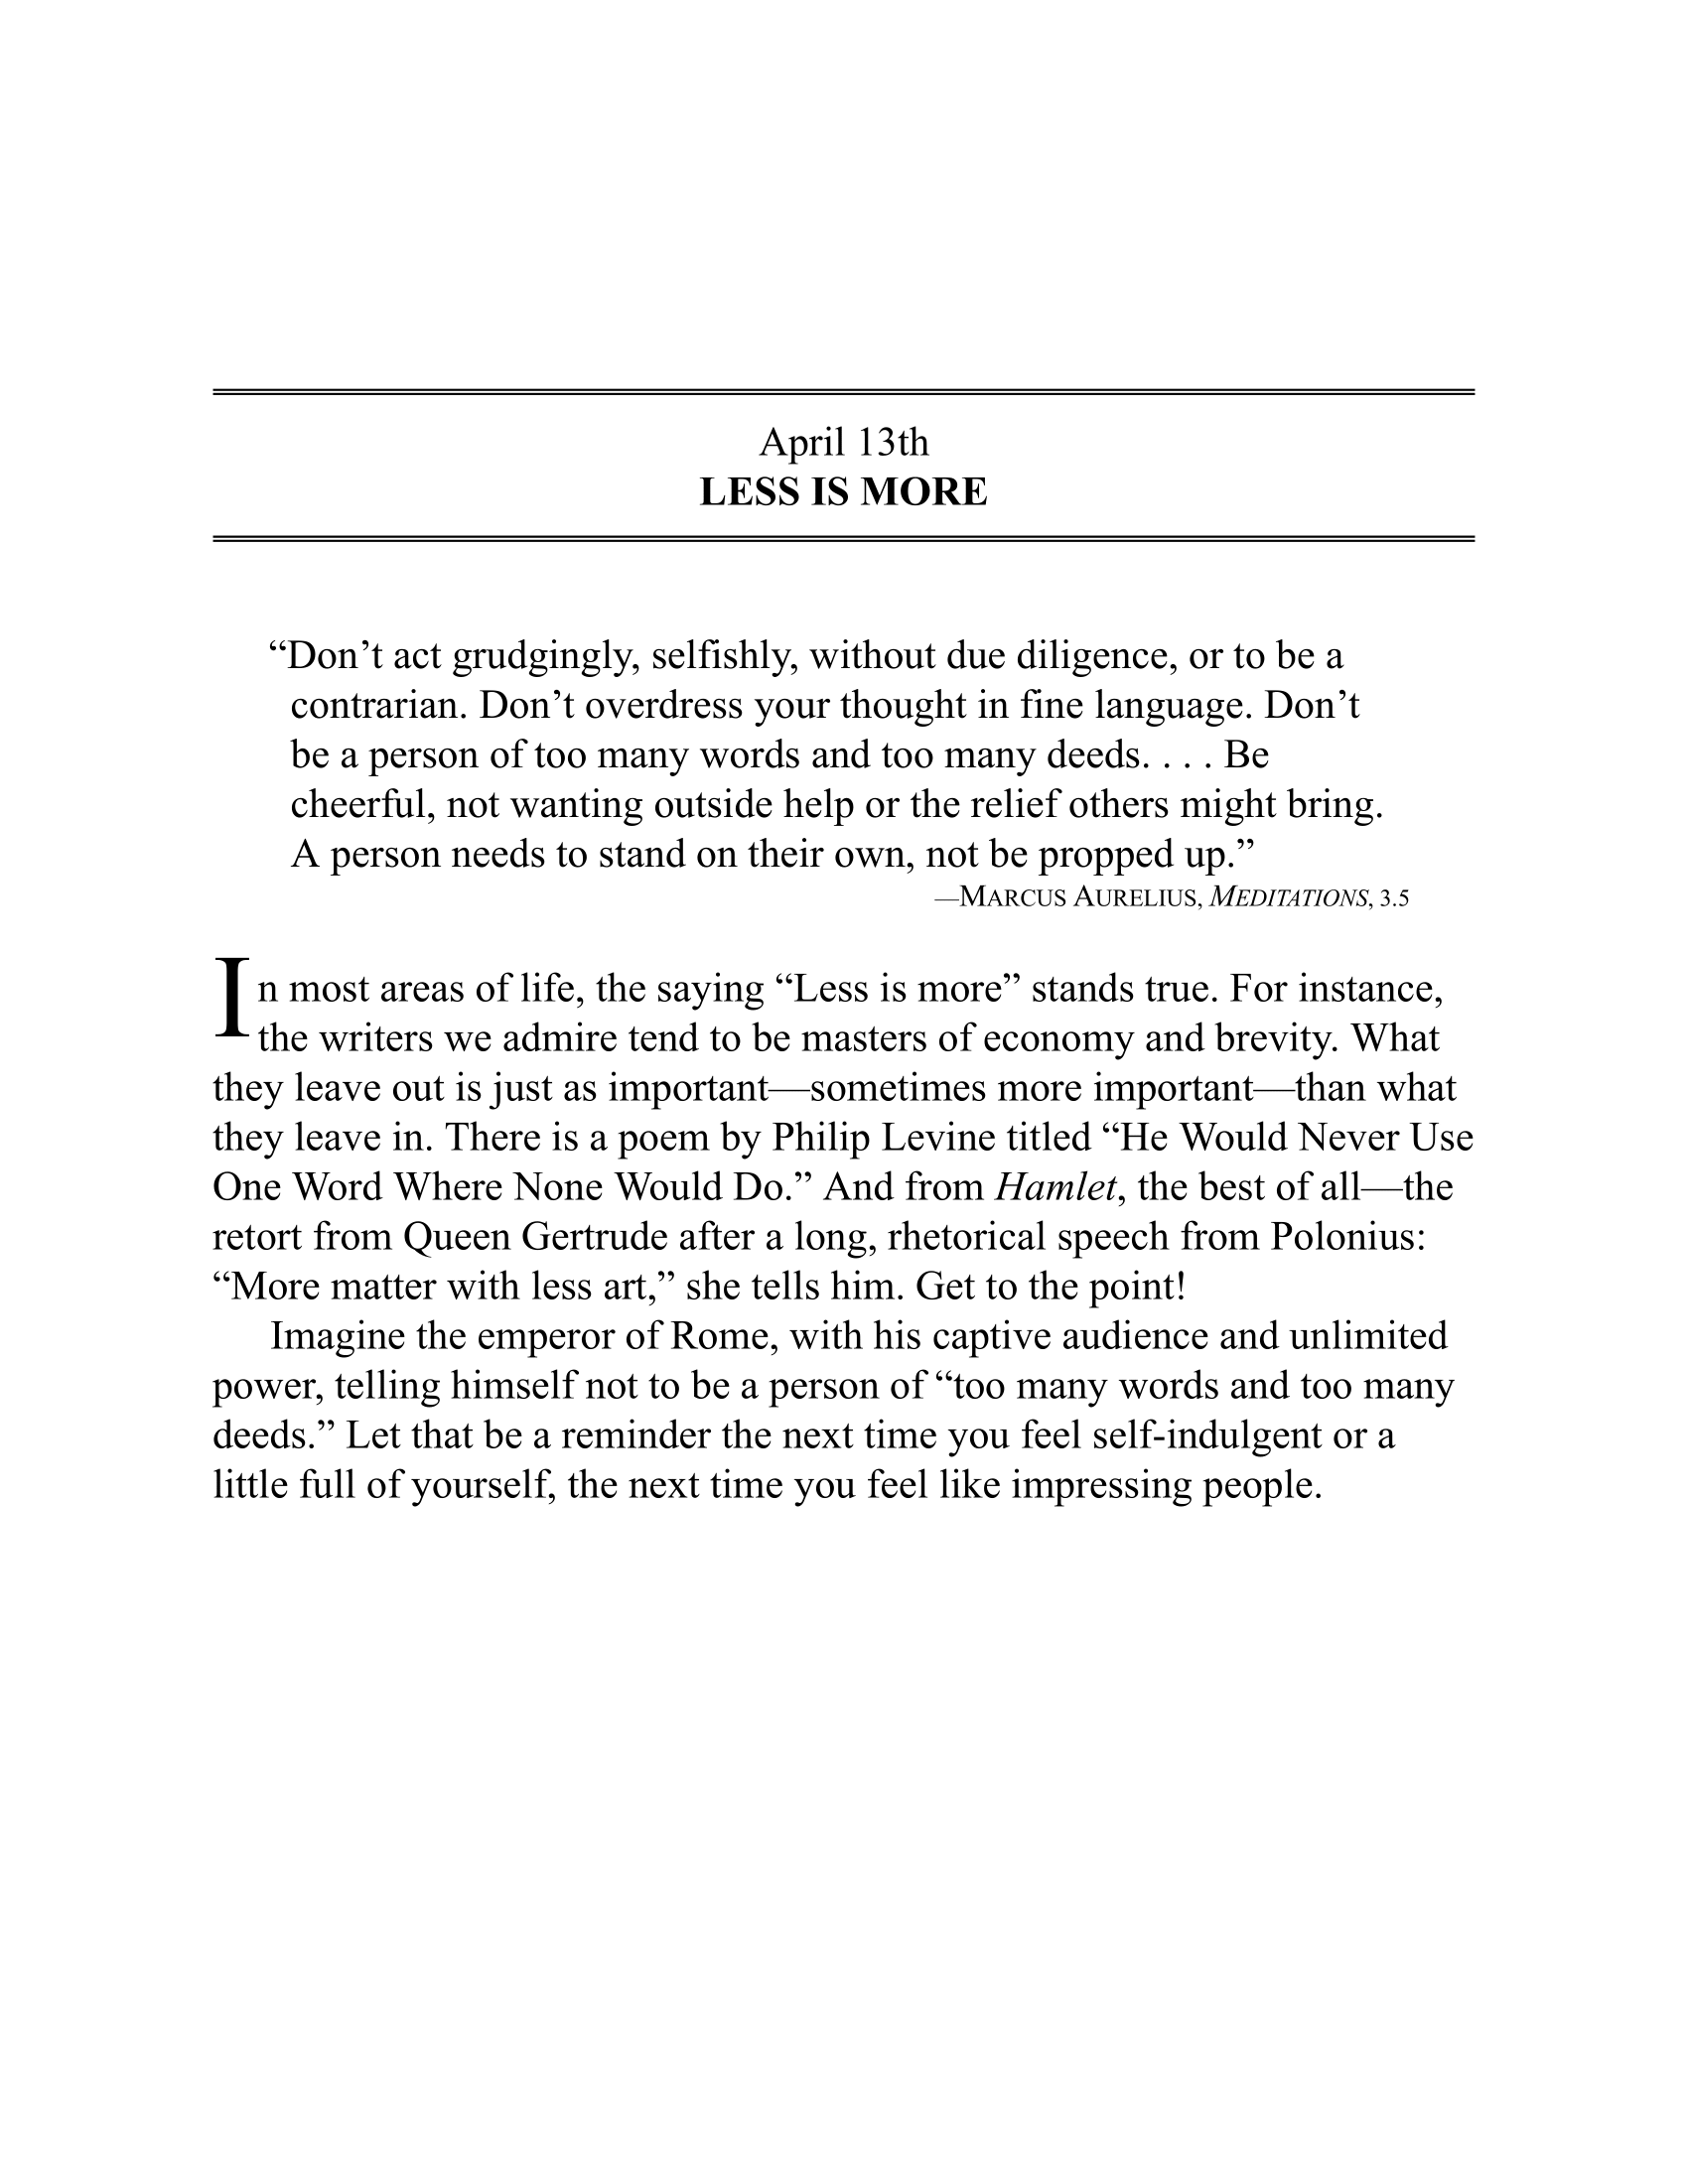 April 13th
LESS IS MORE
“Don’t act grudgingly, selfishly, without due diligence, or to be a
contrarian. Don’t overdress your thought in fine language. Don’t
be a person of too many words and too many deeds. . . . Be
cheerful, not wanting outside help or the relief others might bring.
A person needs to stand on their own, not be propped up.”
—MARCUS AURELIUS, MEDITATIONS, 3.5
In most areas of life, the saying “Less is more” stands true. For instance,
the writers we admire tend to be masters of economy and brevity. What
they leave out is just as important—sometimes more important—than what
they leave in. There is a poem by Philip Levine titled “He Would Never Use
One Word Where None Would Do.” And from Hamlet, the best of all—the
retort from Queen Gertrude after a long, rhetorical speech from Polonius:
“More matter with less art,” she tells him. Get to the point!
Imagine the emperor of Rome, with his captive audience and unlimited
power, telling himself not to be a person of “too many words and too many
deeds.” Let that be a reminder the next time you feel self-indulgent or a
little full of yourself, the next time you feel like impressing people.